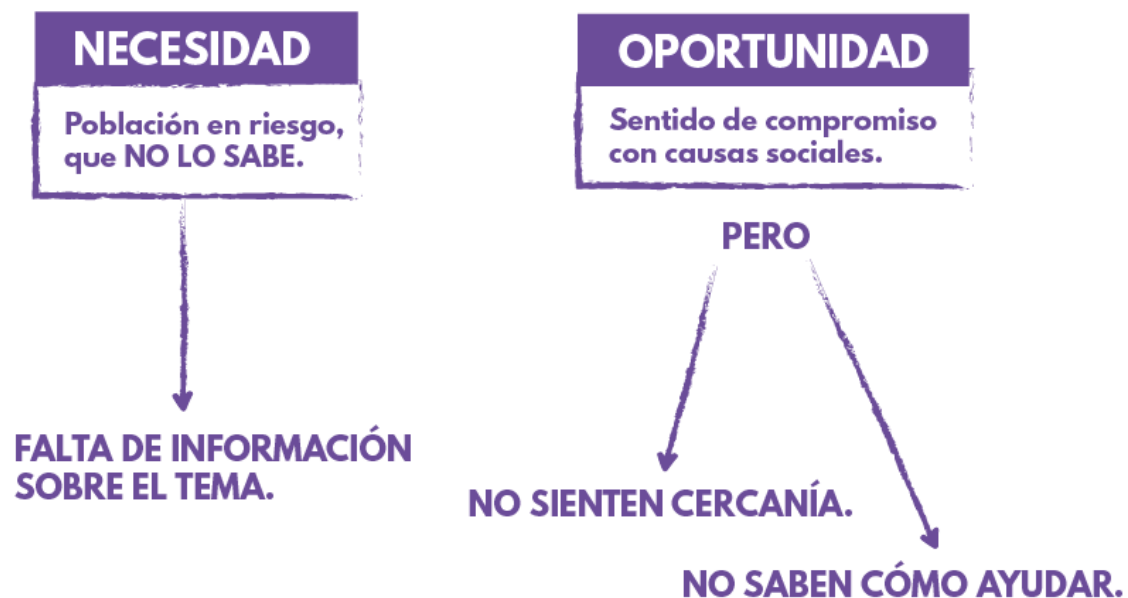 NECESIDAD
Población en riesgo,
que NO LO SABE.
FALTA DE INFORMACIÓN
SOBRE EL TEMA.
OPORTUNIDAD
Sentido de compromiso
con causas sociales.
PERO
NO SIENTEN CERCANÍA.
NO SABEN CÓMO AYUDAR.